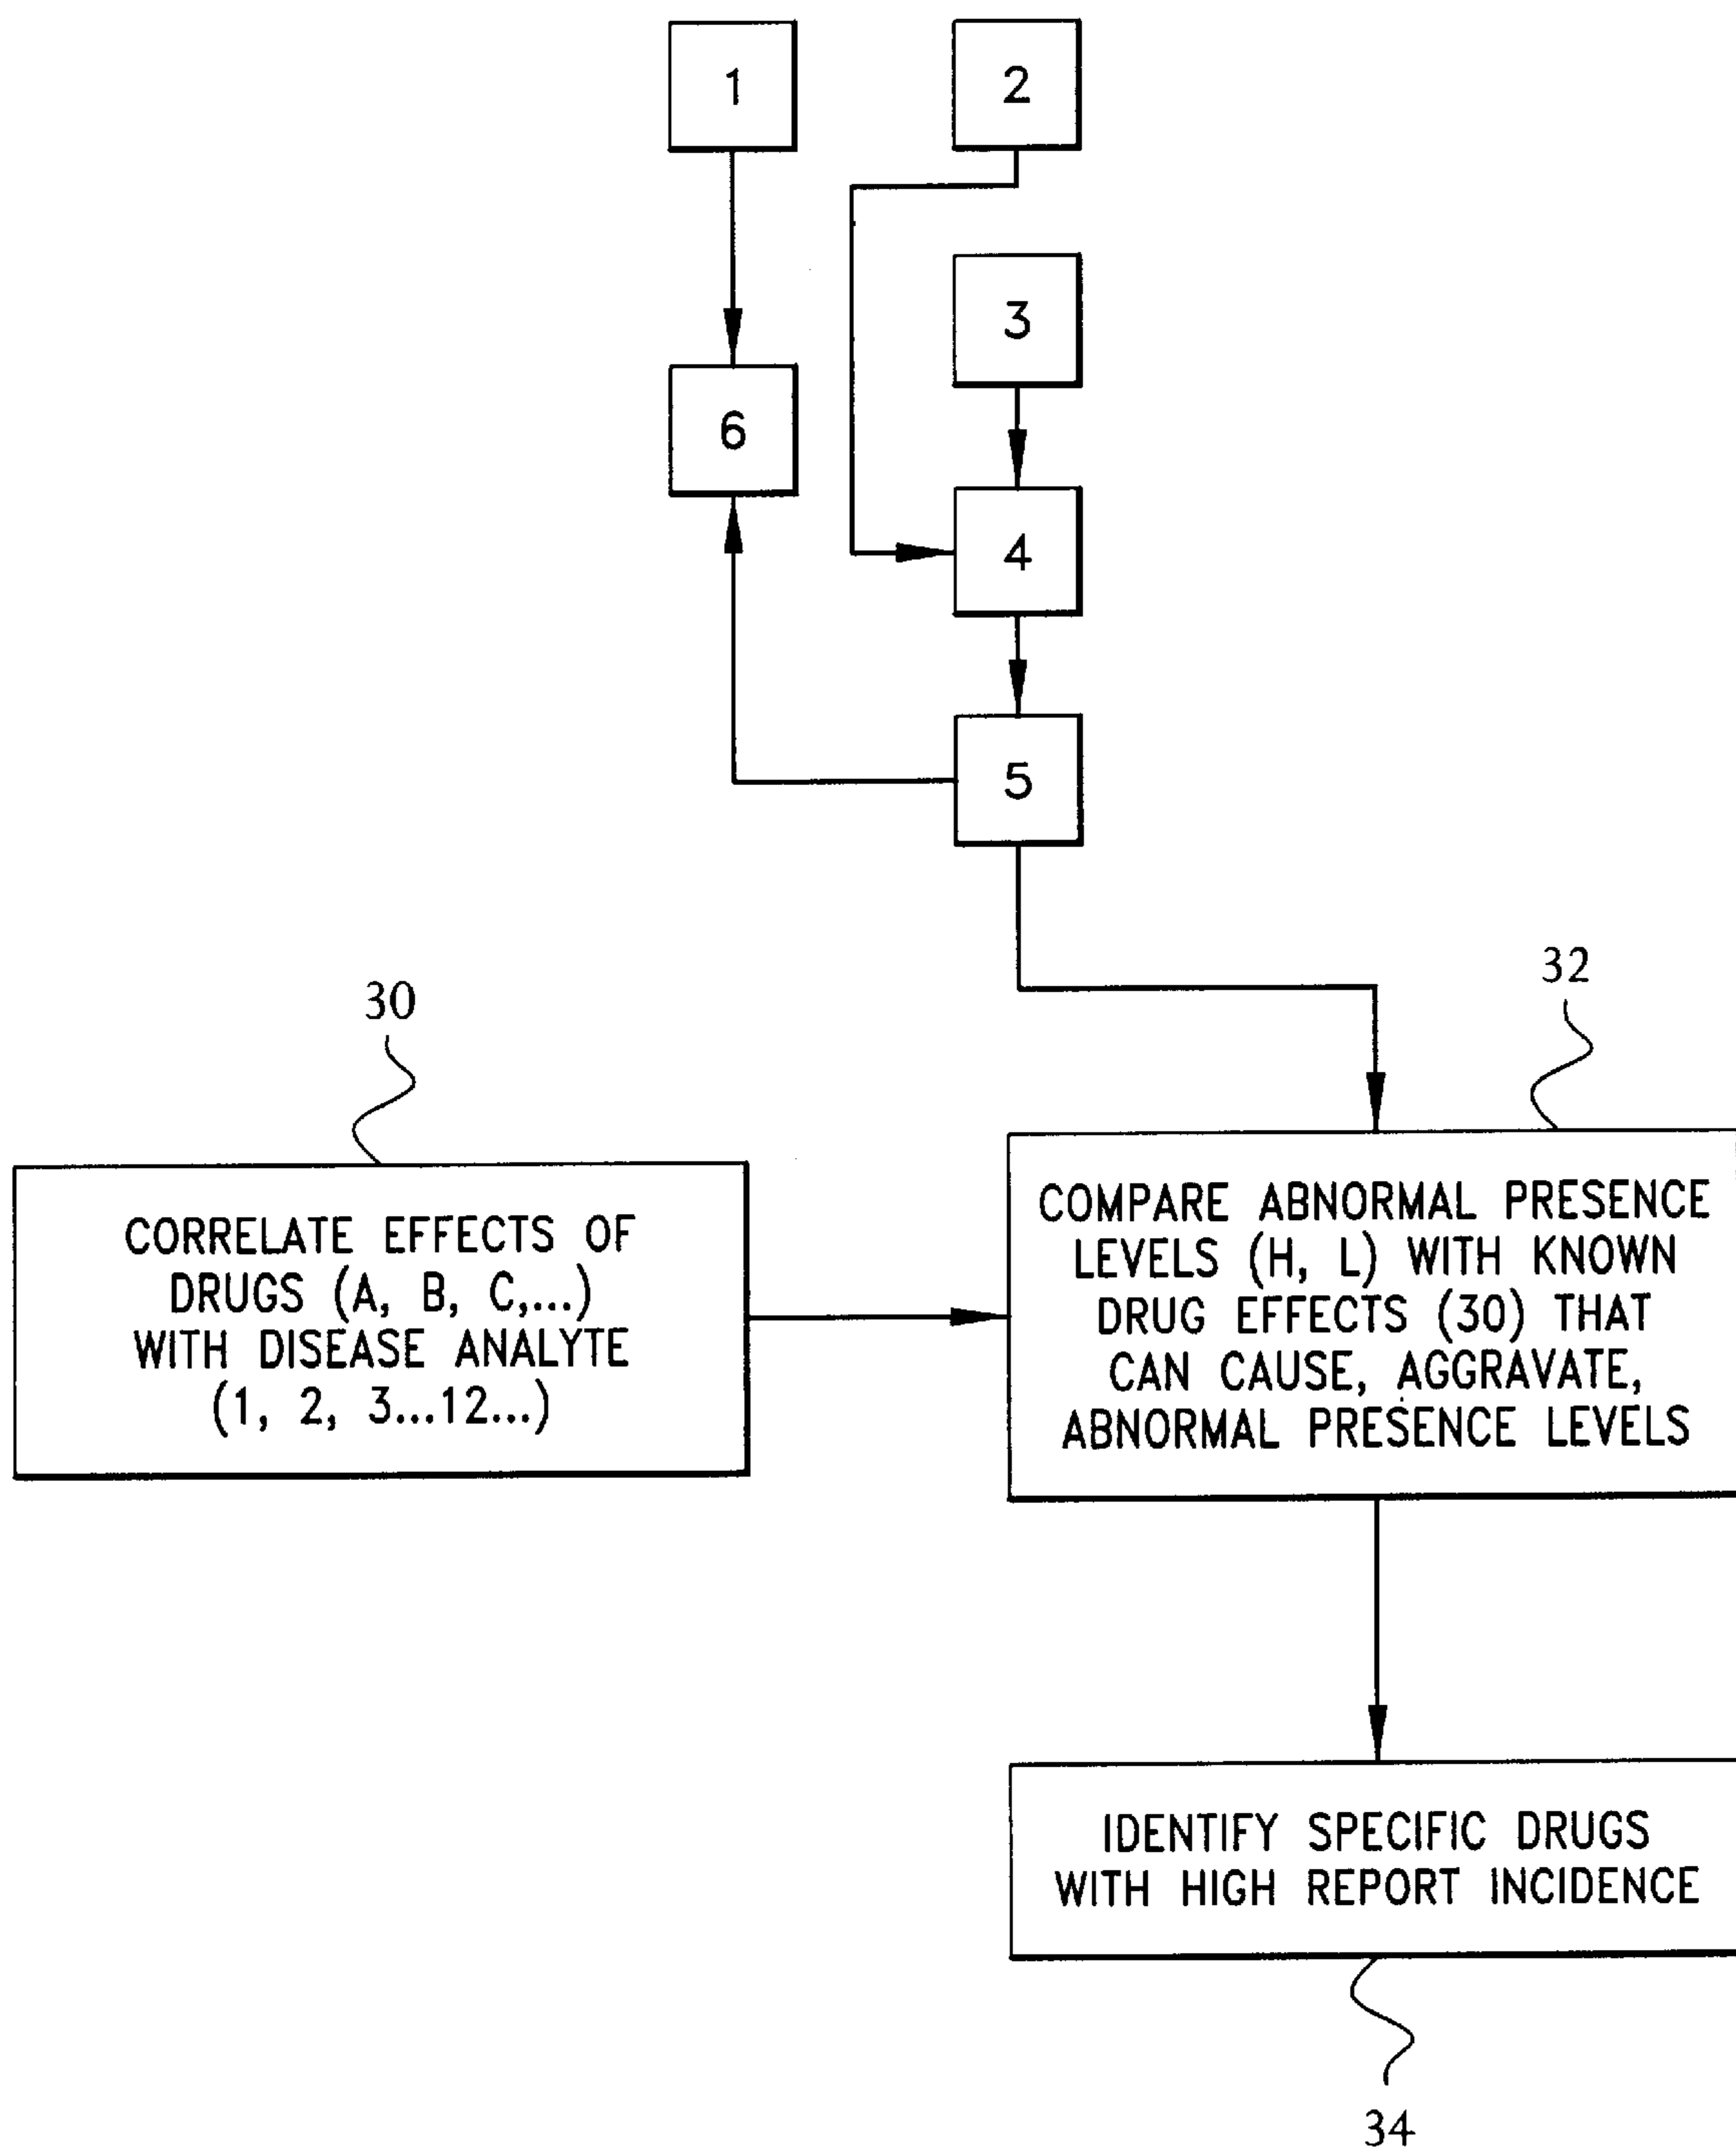 1
2
3
6
4
5
32
30
COMPARE ABNORMAL PRESENCE
LEVELS (H, L) WITH KNOWN
DRUG EFFECTS (30) THAT
CAN CAUSE, AGGRAVATE,
ABNORMAL PRESENCE LEVELS
CORRELATE EFFECTS OF
DRUGS (A, B, C,...)
WITH DISEASE ANALYTE
(1, 2, 3...12...)
IDENTIFY SPECIFIC DRUGS
WITH HIGH REPORT INCIDENCE
34